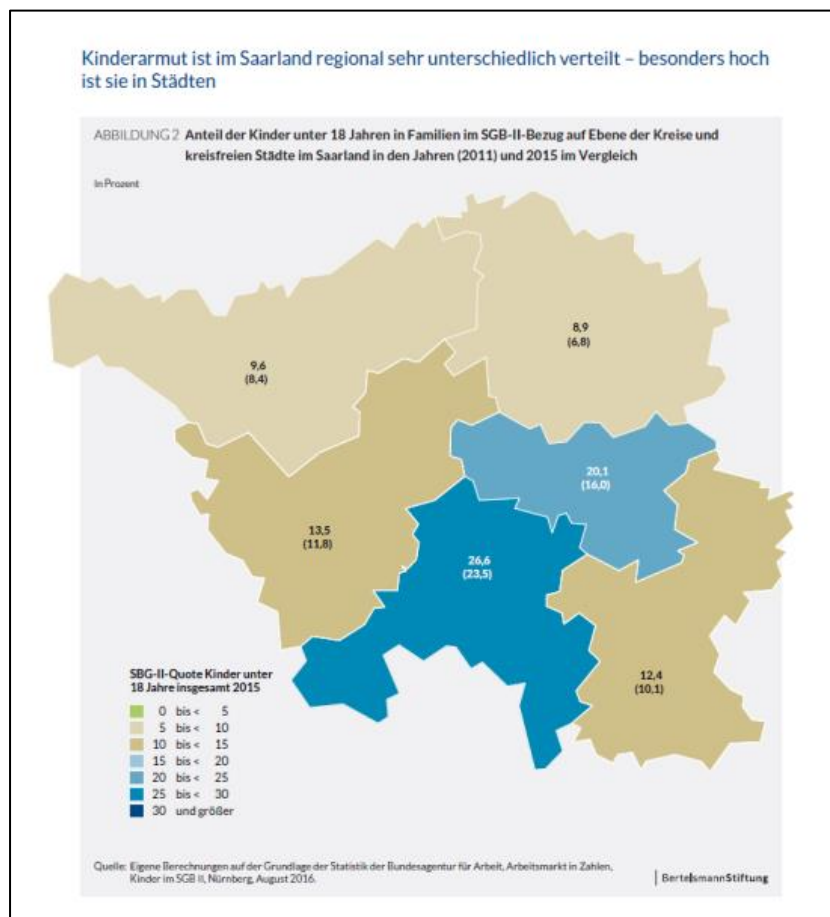 Kinderarmut ist im Saarland regional sehr unterschiedlich verteilt – besonders hoch
ist sie in Städten
ABBILDUNG 2 Anteil der Kinder unter 18 Jahren in Familien im SGB-II-Bezug auf Ebene der Kreise und
kreisfreien Städte im Saarland in den Jahren (2011) und 2015 im Vergleich
In Prozent
8,9
(6,8)
9,6
(8,4)
20,1
(16,0)
13,5
(11,8)
26,6
(23,5)
12,4
(10,1)
SBG-II-Quote Kinder unter
18 Jahre insgesamt 2015
0 bis < 5
5 bis < 10
10 bis < 15
15 bis < 20
20 bis < 25
25 bis < 30
30 und größer
Quelle: Eigene Berechnungen auf der Grundlage der Statistik der Bundesagentur für Arbeit, Arbeitsmarkt in Zahlen,
Kinder im SGB II, Nürnberg, August 2016.
BertelsmannStiftung